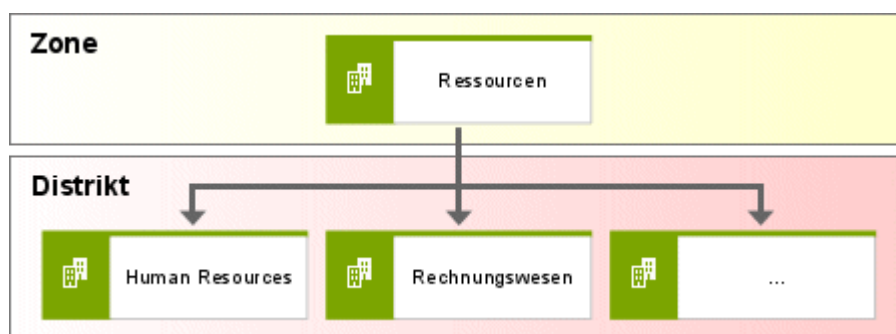 Zone
Ressourcen
Distrikt
Human Resources
Rechnungswesen
...